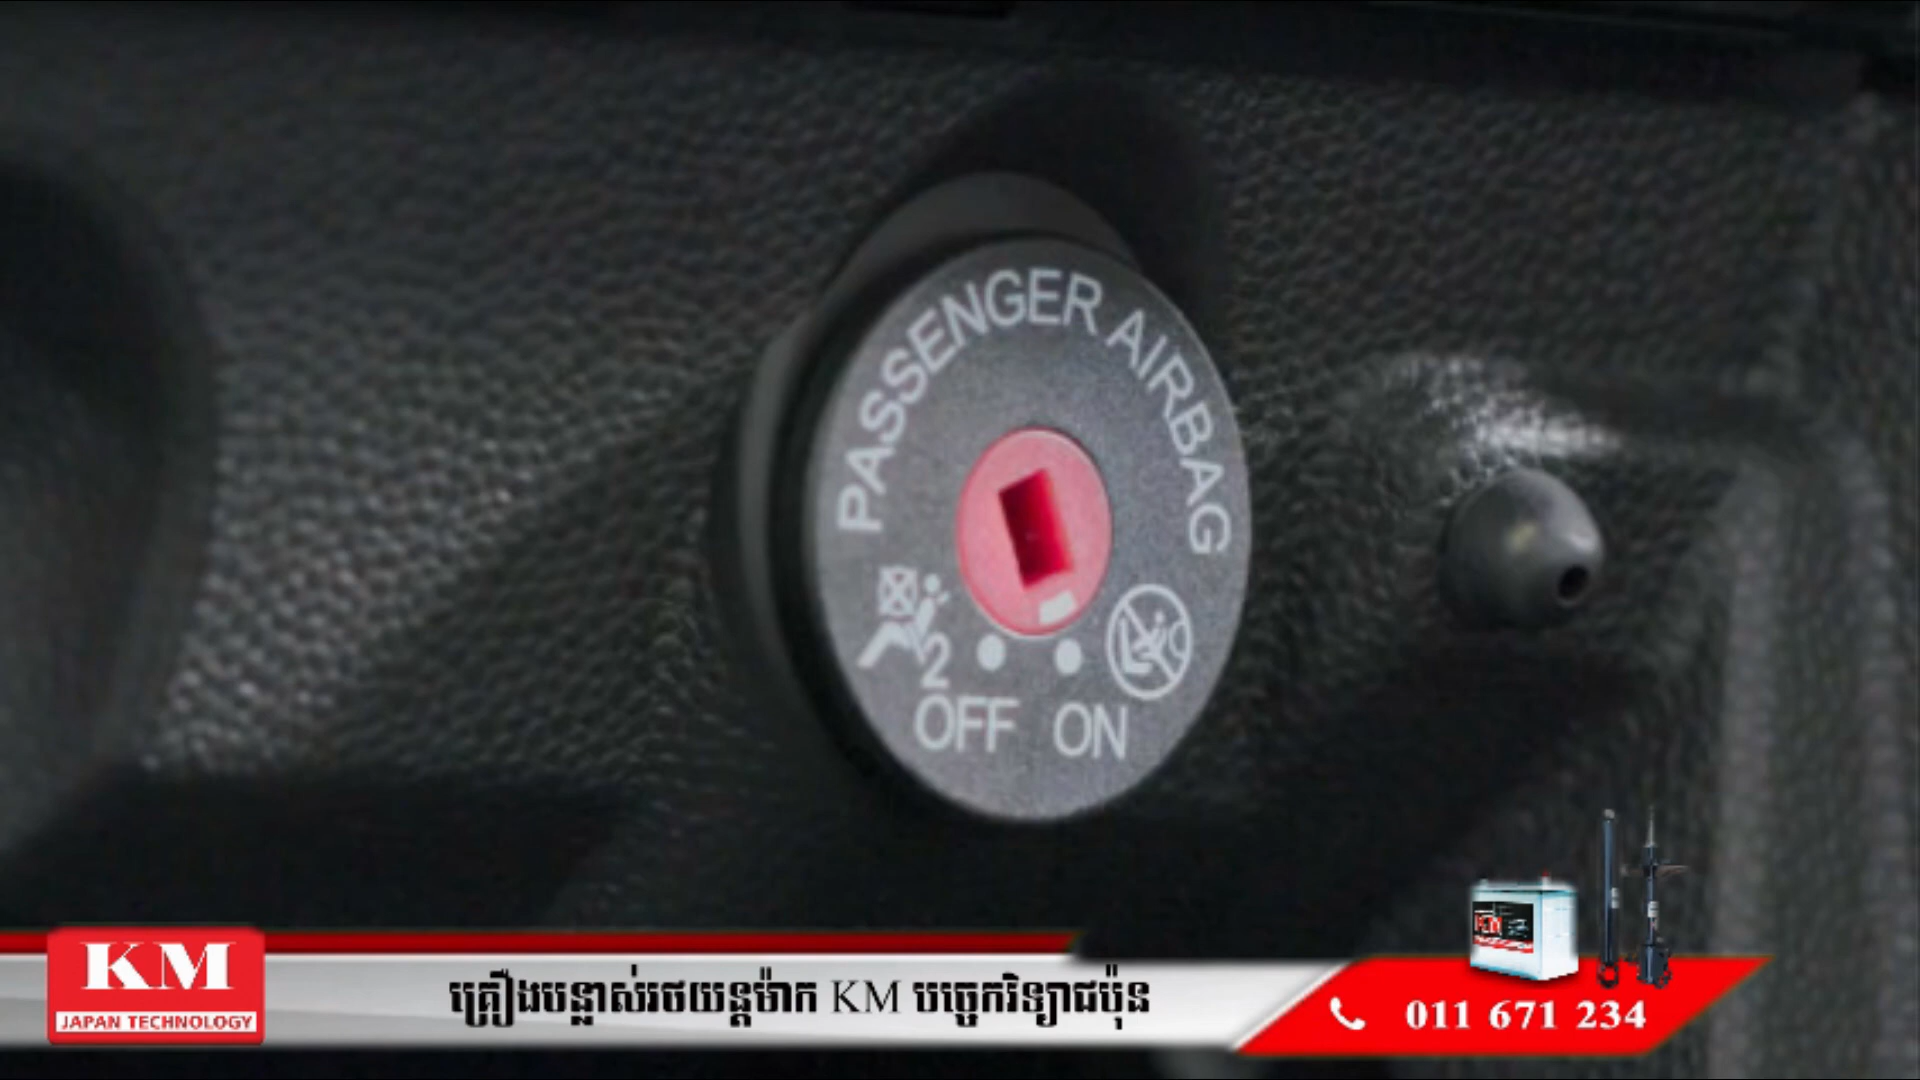 PASSENGER AIRBAG
2
OFF ON
KM
JAPAN TECHNOLOGY
គ្រឿងបន្លាស់រថយន្តម៉ាក KM បច្ចេកវិទ្យាជប៉ុន
011 671 234